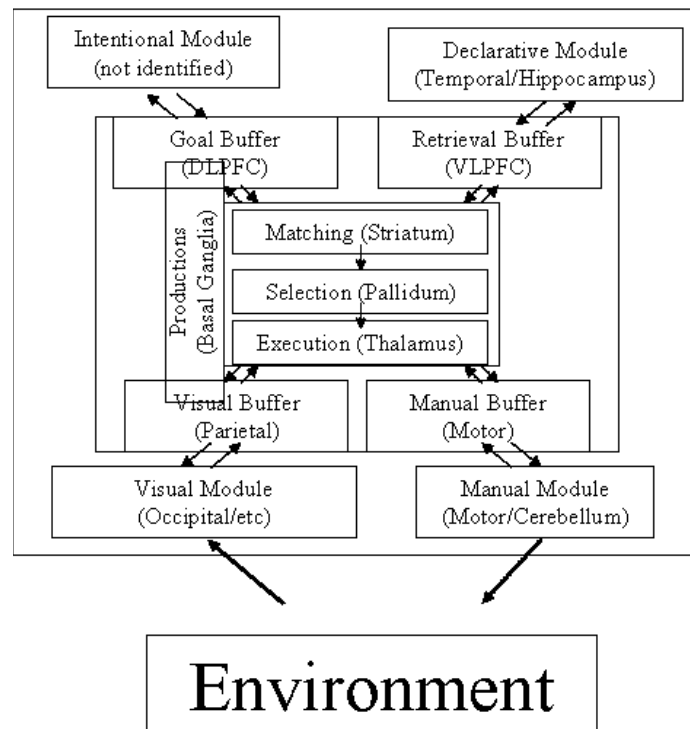 Intentional Module
(not identified)
Declarative Module
(Temporal/Hippocampus)
Goal Buffer
(DLPFC)
Retrieval Buffer
(VLPFC)
Productions
(Basal Ganglia)
Matching (Striatum)
Selection (Pallidum)
Execution (Thalamus)
Visual Buffer
(Parietal)
Manual Buffer
(Motor)
Visual Module
(Occipital/etc)
Manual Module
(Motor/Cerebellum)
Environment